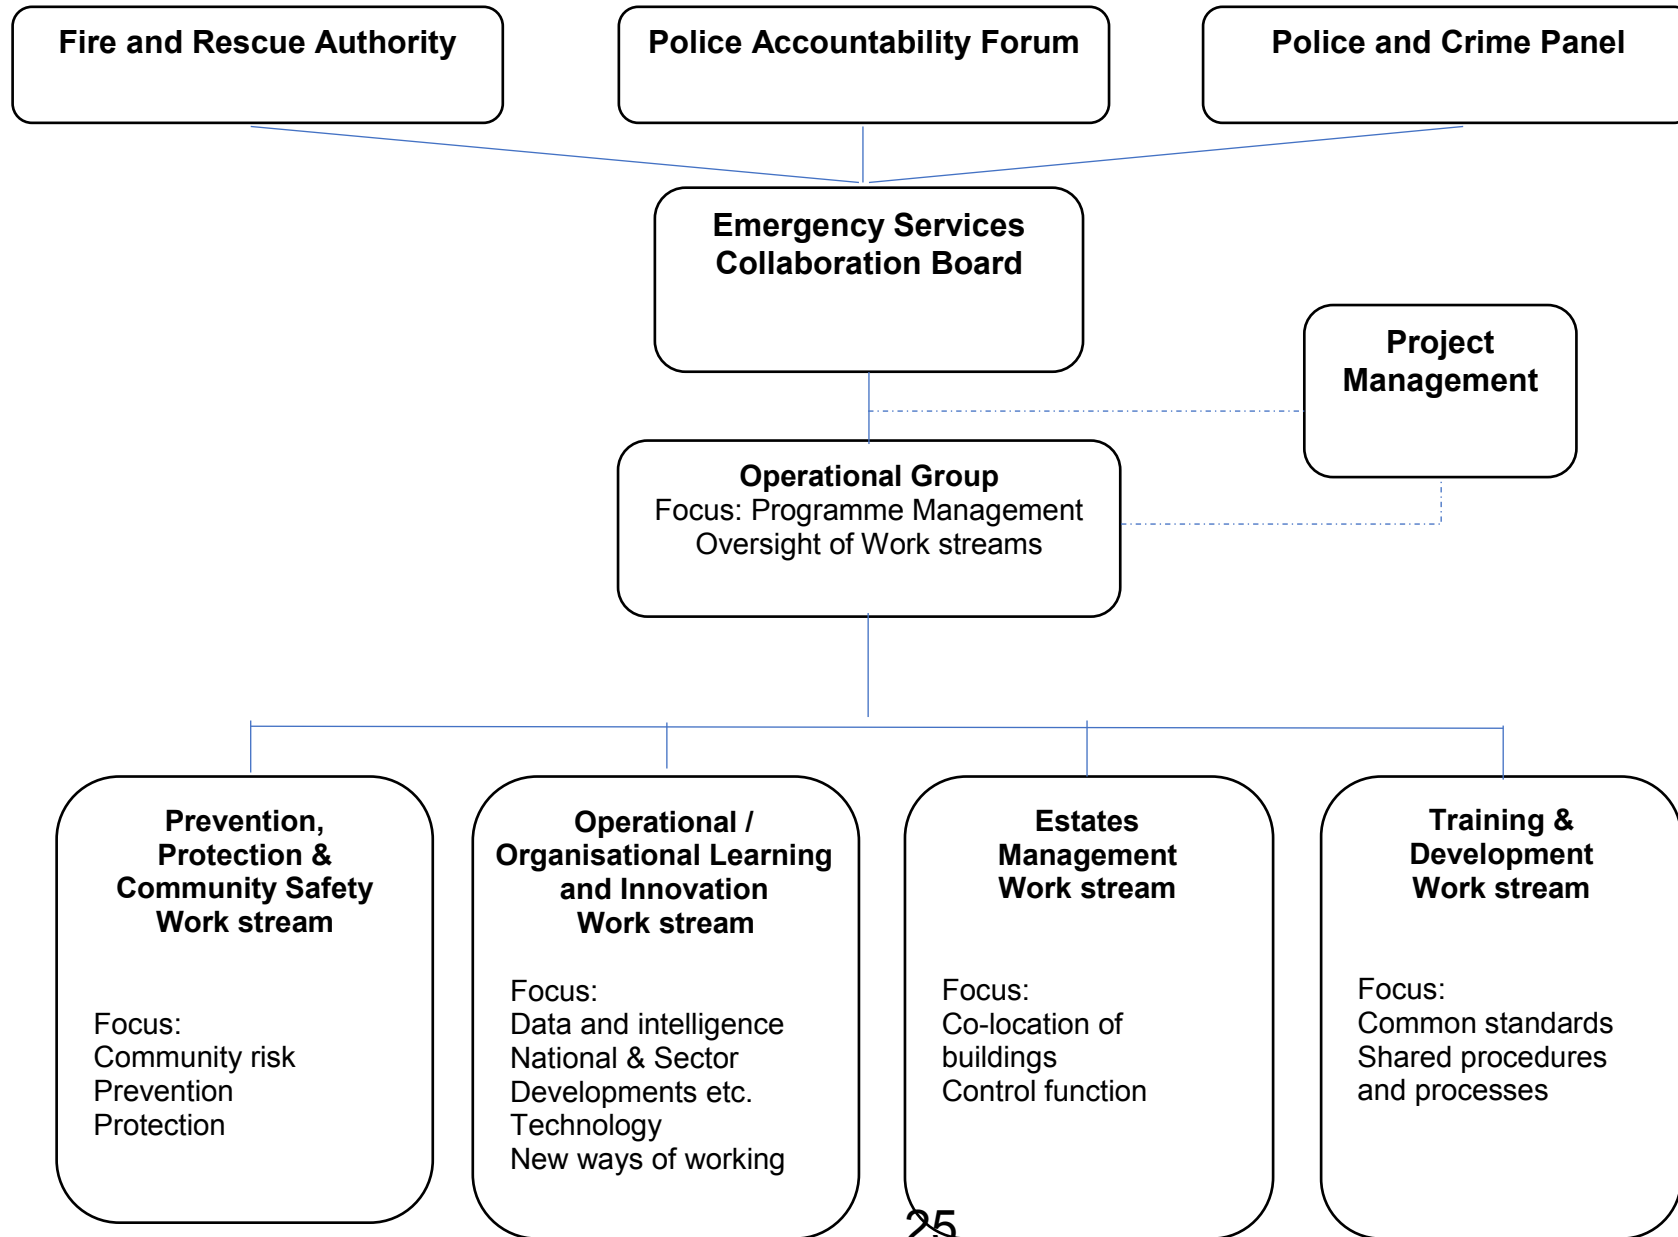 Fire and Rescue Authority
Police Accountability Forum
Police and Crime Panel
Emergency Services
Collaboration Board
Project
Management
Operational Group
Focus: Programme Management
Oversight of Work streams
Prevention,
Protection &
Community Safety
Work stream
Focus:
Community risk
Prevention
Protection
Operational /
Organisational Learning
and Innovation
Work stream
Focus:
Data and intelligence
National & Sector
Developments etc.
Technology
New ways of working
Estates
Management
Work stream
Focus:
Co-location of
buildings
Control function
Training &
Development
Work stream
Focus:
Common standards
Shared procedures
and processes
25